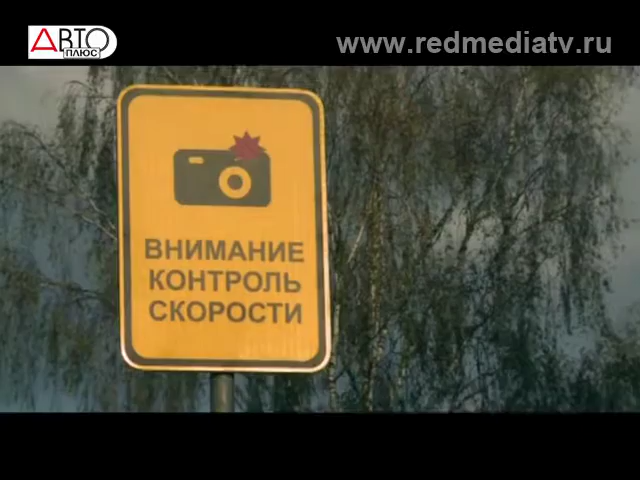 АВТО
ПЛЮС
www.redmediatv.ru
ВНИМАНИЕ
КОНТРОЛЬ
СКОРОСТИ